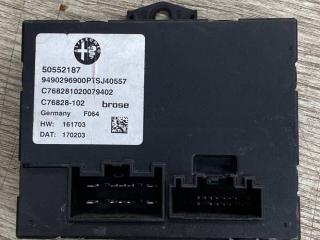 50552187
9490296900PTSJ40557
C768281020079402
C76828-102 brose
Germany F064
HW: 161703
DAT: 170203